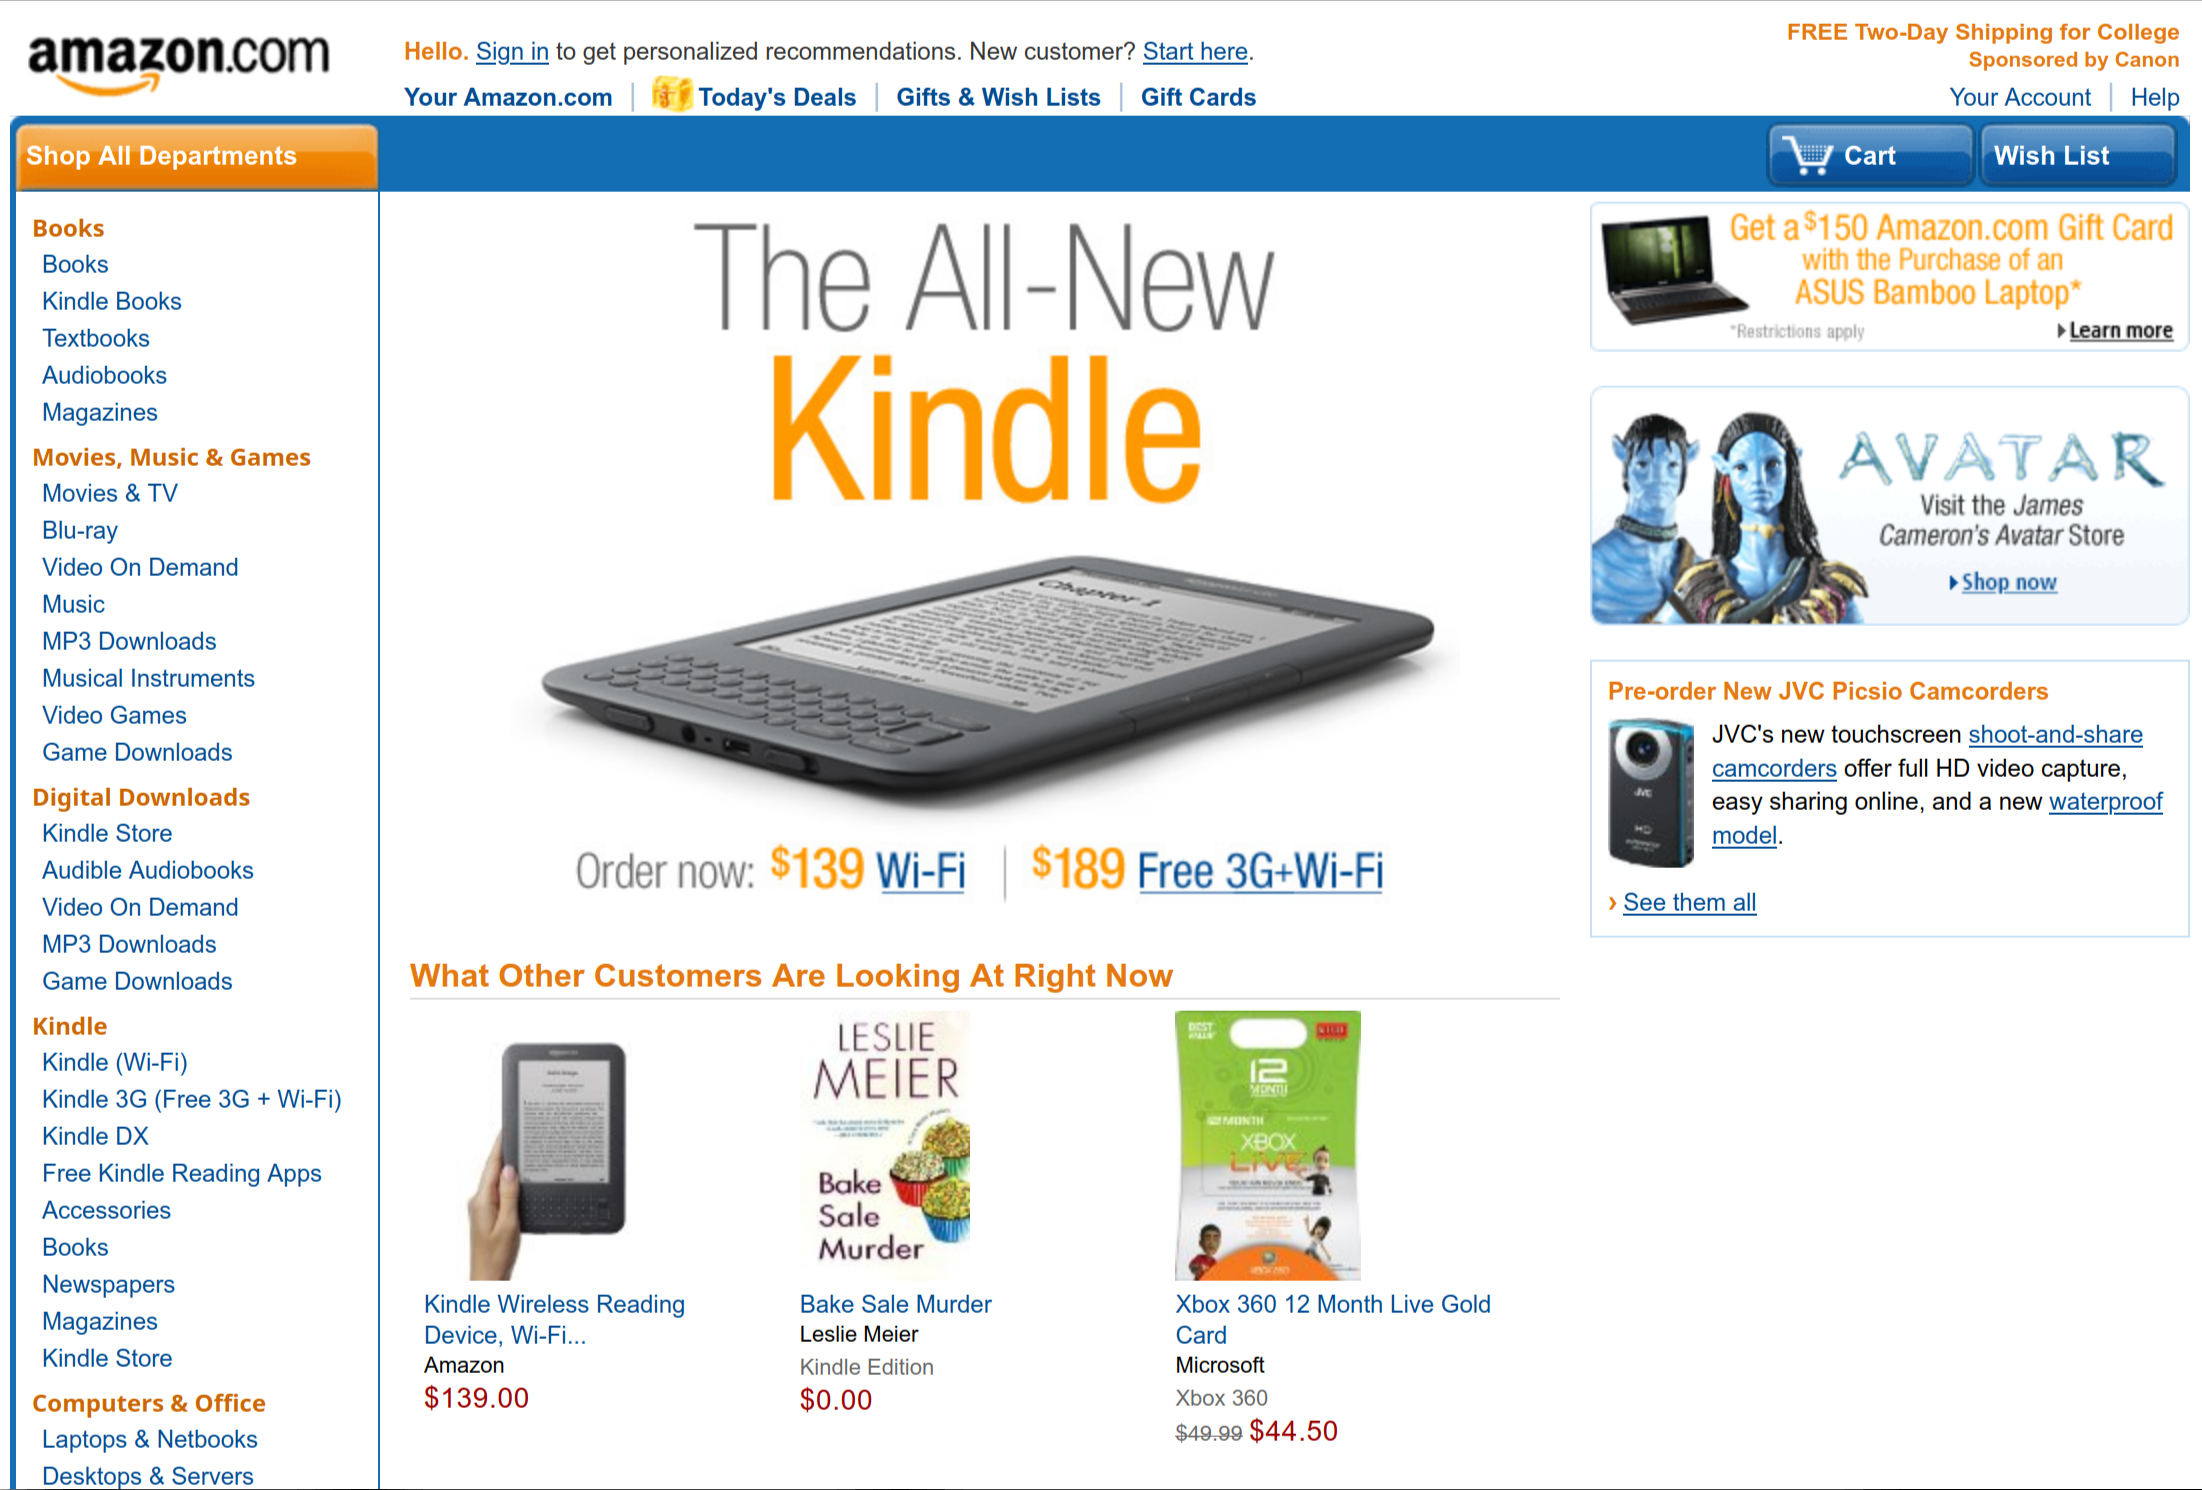 amazon.com
Hello. Sign in to get personalized recommendations. New customer? Start here.
FREE Two-Day Shipping for College
Sponsored by Canon
Your Amazon.com
Today's Deals
Gifts & Wish Lists
Gift Cards
Your Account
Help
Shop All Departments
Cart
Wish List
Books
Books
Kindle Books
Textbooks
Audiobooks
Magazines
Movies, Music & Games
Movies & TV
Blu-ray
Video On Demand
Music
MP3 Downloads
Musical Instruments
Video Games
Game Downloads
Digital Downloads
Kindle Store
Audible Audiobooks
Video On Demand
MP3 Downloads
Game Downloads
Kindle
Kindle (Wi-Fi)
Kindle 3G (Free 3G + Wi-Fi)
Kindle DX
Free Kindle Reading Apps
Accessories
Books
Newspapers
Magazines
Kindle Store
Computers & Office
Laptops & Netbooks
Desktops & Servers
The All-New
Kindle
Chapter 1
Order now: $139 Wi-Fi | $189 Free 3G+Wi-Fi
What Other Customers Are Looking At Right Now
Kindle Wireless Reading
Device, Wi-Fi...
Amazon
$139.00
LESLIE
MEIER
Bake
Sale
Murder
Bake Sale Murder
Leslie Meier
Kindle Edition
$0.00
BEST
VALUE
12
MONTH
12 MONTH
XBOX
LIVE
Xbox 360 12 Month Live Gold
Card
Microsoft
Xbox 360
$49.99 $44.50
Get a $150 Amazon.com Gift Card
with the Purchase of an
ASUS Bamboo Laptop*
*Restrictions apply
Learn more
AVATAR
Visit the James
Cameron's Avatar Store
Shop now
Pre-order New JVC Picsio Camcorders
JVC
HD
JVC's new touchscreen shoot-and-share
camcorders offer full HD video capture,
easy sharing online, and a new waterproof
model.
› See them all